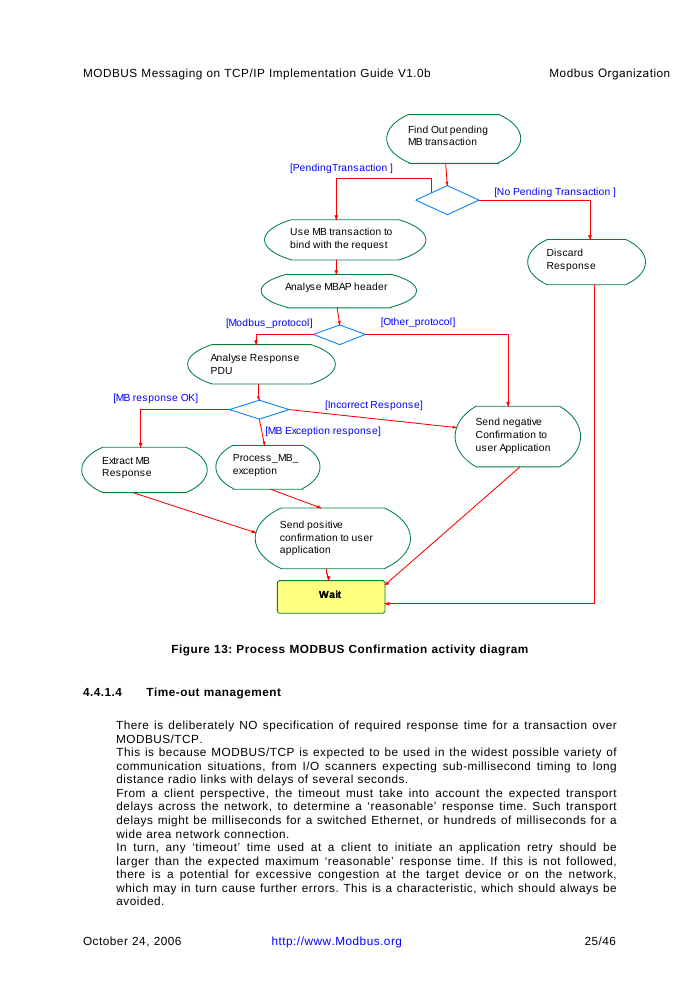 MODBUS Messaging on TCP/IP Implementation Guide V1.0b Modbus Organization
Find Out pending
MB transaction
[PendingTransaction ]
[No Pending Transaction ]
Use MB transaction to
bind with the request
Discard
Response
Analyse MBAP header
[Modbus_protocol]
[Other_protocol]
Analyse Response
PDU
[MB response OK]
[Incorrect Response]
[MB Exception response]
Send negative
Confirmation to
user Application
Extract MB
Response
Process_MB_
exception
Send positive
confirmation to user
application
Wait
Figure 13: Process MODBUS Confirmation activity diagram
4.4.1.4 Time-out management
There is deliberately NO specification of required response time for a transaction over
MODBUS/TCP.
This is because MODBUS/TCP is expected to be used in the widest possible variety of
communication situations, from I/O scanners expecting sub-millisecond timing to long
distance radio links with delays of several seconds.
From a client perspective, the timeout must take into account the expected transport
delays across the network, to determine a ‘reasonable’ response time. Such transport
delays might be milliseconds for a switched Ethernet, or hundreds of milliseconds for a
wide area network connection.
In turn, any ‘timeout’ time used at a client to initiate an application retry should be
larger than the expected maximum ‘reasonable’ response time. If this is not followed,
there is a potential for excessive congestion at the target device or on the network,
which may in turn cause further errors. This is a characteristic, which should always be
avoided.
October 24, 2006 http://www.Modbus.org 25/46